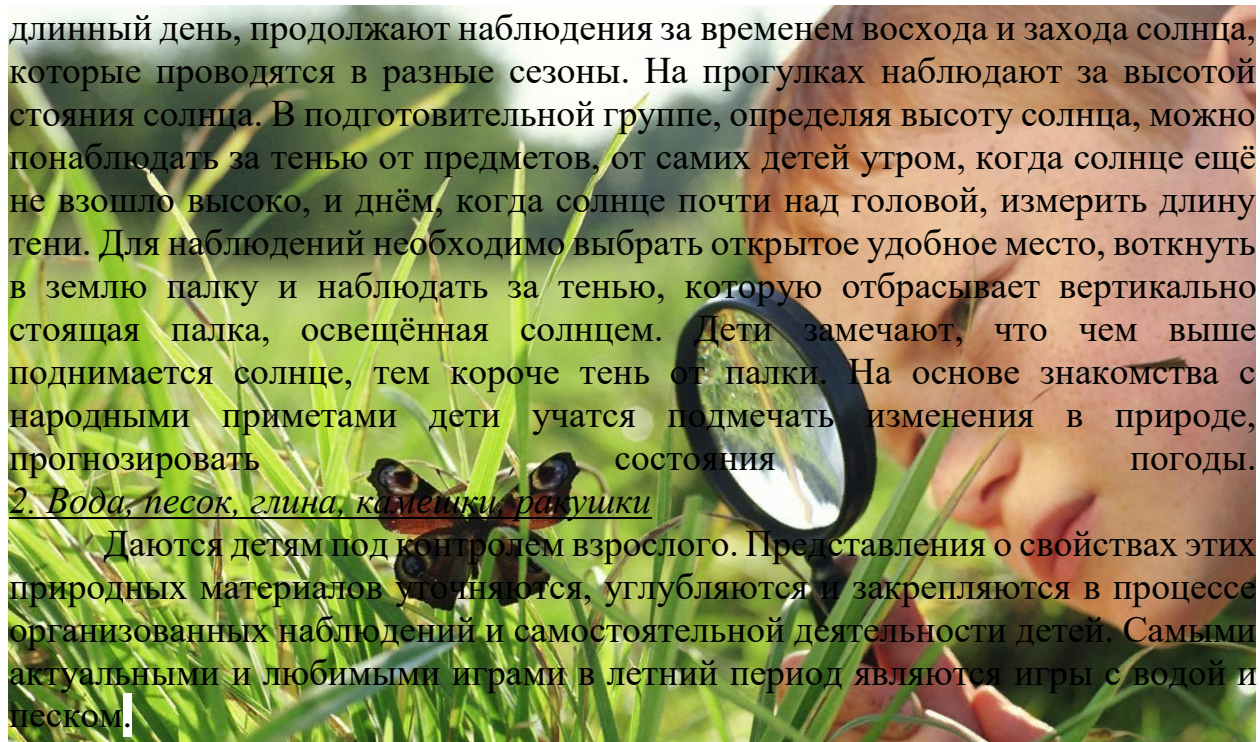 длинный день, продолжают наблюдения за временем восхода и захода солнца,
которые проводятся в разные сезоны. На прогулках наблюдают за высотой
стояния солнца. В подготовительной группе, определяя высоту солнца, можно
понаблюдать за тенью от предметов, от самих детей утром, когда солнце ещё
не взошло высоко, и днём, когда солнце почти над головой, измерить длину
тени. Для наблюдений необходимо выбрать открытое удобное место, воткнуть
в землю палку и наблюдать за тенью, которую отбрасывает вертикально
стоящая палка, освещённая солнцем. Дети замечают, что чем выше
поднимается солнце, тем короче тень от палки. На основе знакомства с
народными приметами дети учатся подмечать изменения в природе,
прогнозировать состояния погоды.
2. Вода, песок, глина, камешки, ракушки
Даются детям под контролем взрослого. Представления о свойствах этих
природных материалов уточняются, углубляются и закрепляются в процессе
организованных наблюдений и самостоятельной деятельности детей. Самыми
актуальными и любимыми играми в летний период являются игры с водой и
песком.